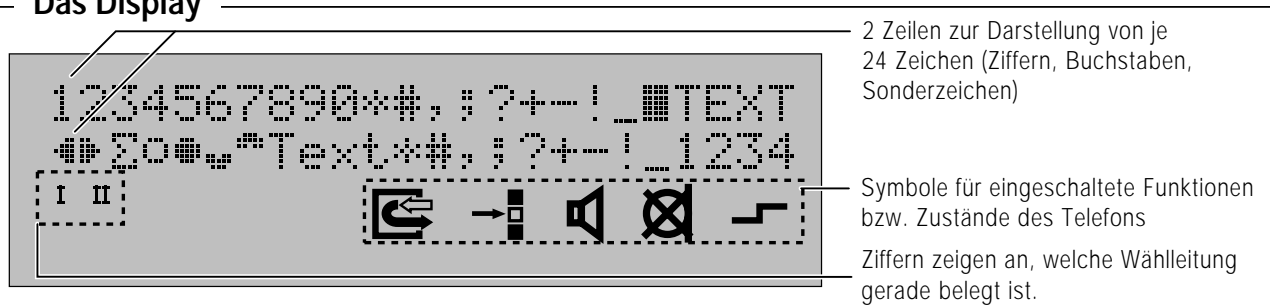 Das Display
2 Zeilen zur Darstellung von je
24 Zeichen (Ziffern, Buchstaben,
Sonderzeichen)
1234567890*#,;?+-!_█TEXT
Text*#,;?+-!_1234
I II
Symbole für eingeschaltete Funktionen
bzw. Zustände des Telefons
Ziffern zeigen an, welche Wählleitung
gerade belegt ist.